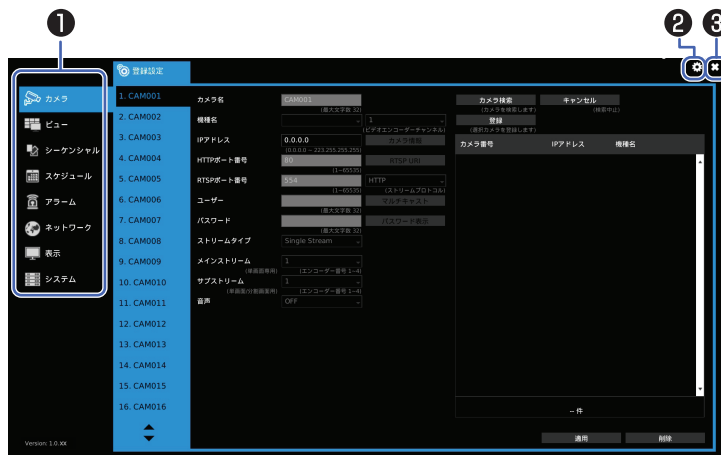 1
2
3
登録設定
カメラ
ビュー
シーケンシャル
スケジュール
アラーム
ネットワーク
表示
システム
Version: 1.0.XX
1. CAM001
2. CAM002
3. CAM003
4. CAM004
5. CAM005
6. CAM006
7. CAM007
8. CAM008
9. CAM009
10. CAM010
11. CAM011
12. CAM012
13. CAM013
14. CAM014
15. CAM015
16. CAM016
カメラ名 CAM001
(最大文字数 32)
機種名 1
(ビデオエンコーダーチャンネル)
IPアドレス 0.0.0.0 カメラ情報
(0.0.0.0 ~ 223.255.255.255)
HTTPポート番号 80 RTSP URI
(1~65535)
RTSPポート番号 554 HTTP
(1~65535) (ストリームプロトコル)
ユーザー マルチキャスト
(最大文字数 32)
パスワード パスワード表示
(最大文字数 32)
ストリームタイプ Single Stream
メインストリーム 1
(単画面専用) (エンコーダー番号 1~4)
サブストリーム 1
(単画面/分割画面用) (エンコーダー番号 1~4)
音声 OFF
カメラ検索 キャンセル
(カメラを検索します) (検索中止)
登録
(選択カメラを登録します)
カメラ番号 IPアドレス 機種名
-- 件
適用 削除